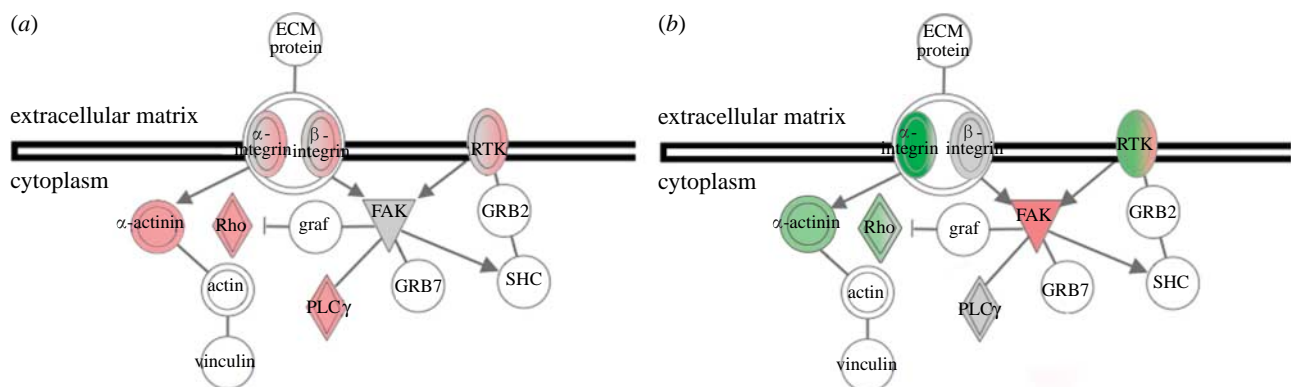 (a)
ECM
protein
extracellular matrix
α-
integrin
β-
integrin
RTK
cytoplasm
α-actinin
Rho
graf
FAK
GRB2
actin
PLCγ
GRB7
SHC
vinculin
(b)
ECM
protein
extracellular matrix
α-
integrin
β-
integrin
RTK
cytoplasm
α-actinin
Rho
graf
FAK
GRB2
actin
PLCγ
GRB7
SHC
vinculin